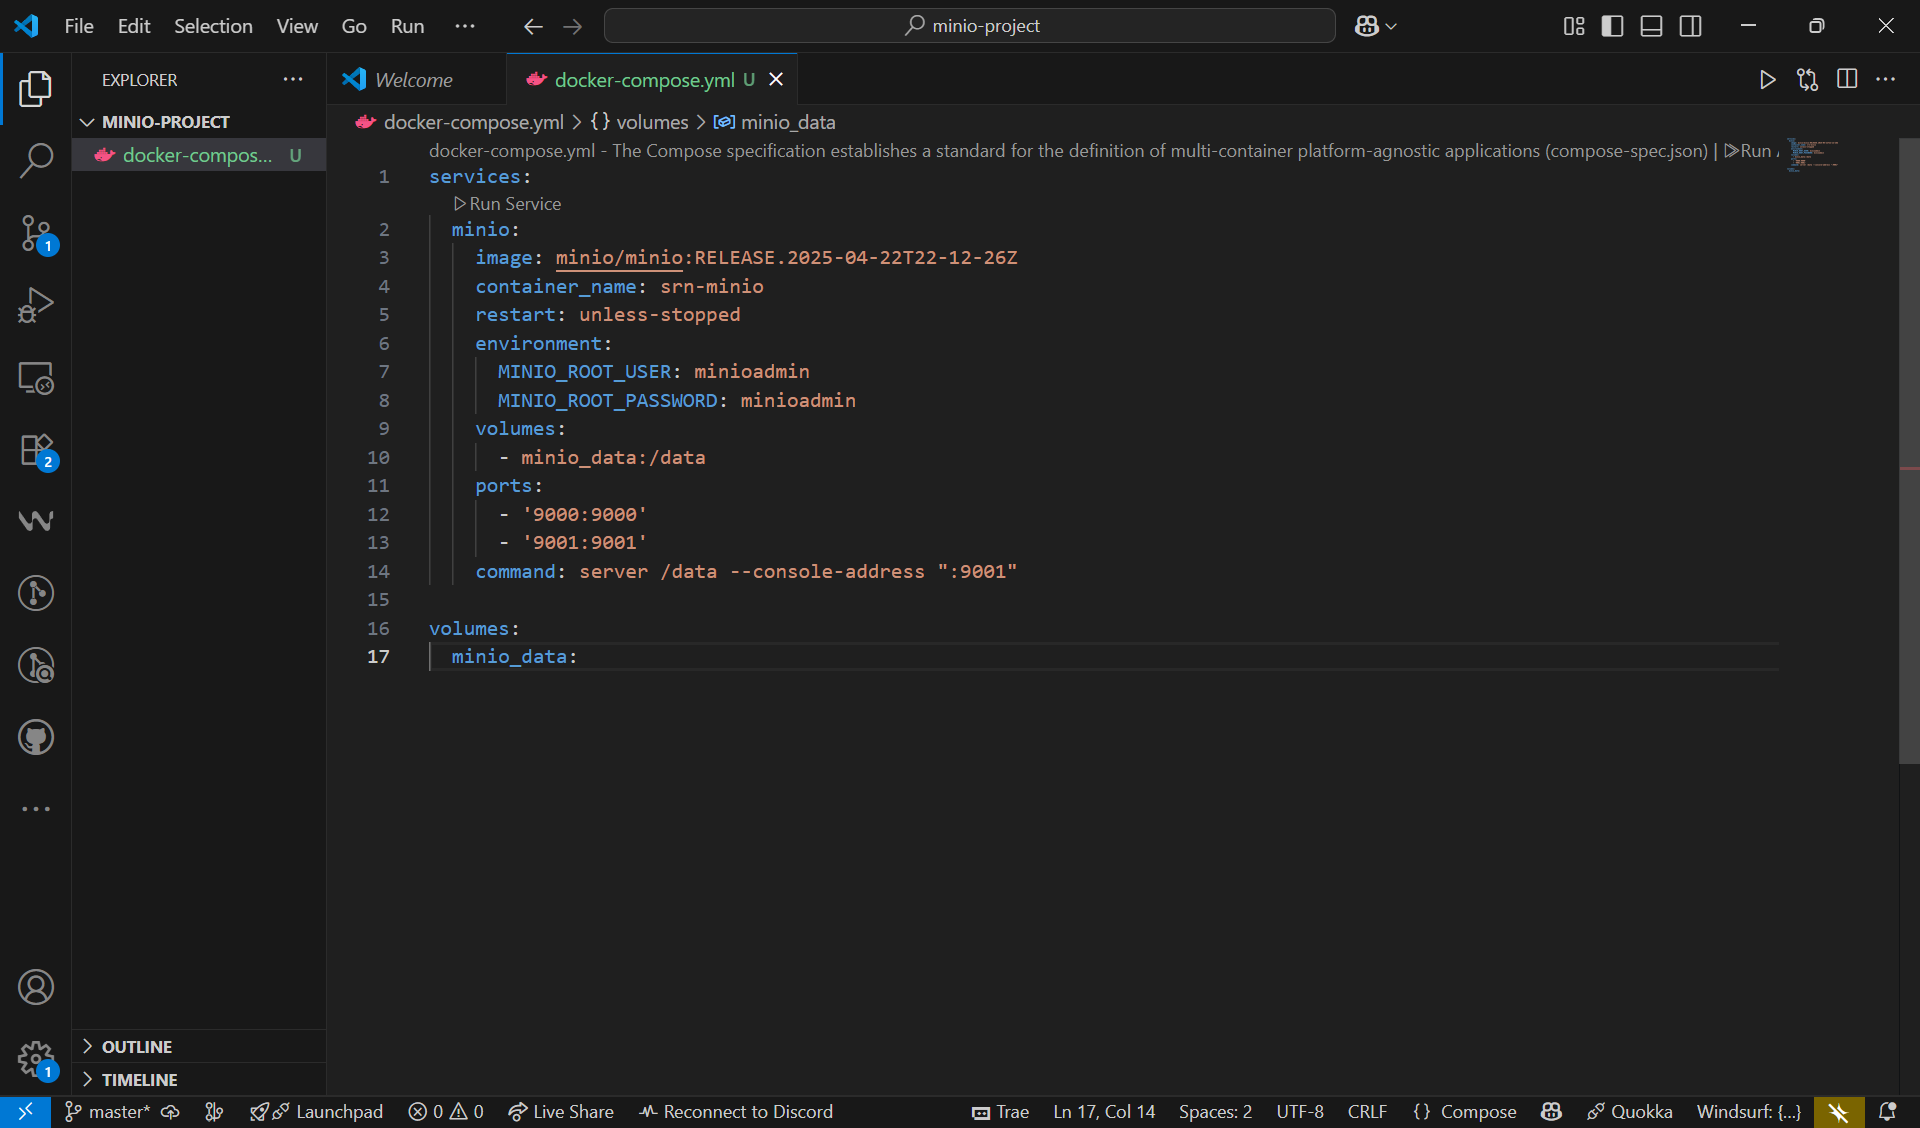 File Edit Selection View Go Run
minio-project
EXPLORER
MINIO-PROJECT
docker-compos... U
OUTLINE
TIMELINE
Welcome
docker-compose.yml U
docker-compose.yml > {} volumes > minio_data
docker-compose.yml - The Compose specification establishes a standard for the definition of multi-container platform-agnostic applications (compose-spec.json) | Run
1 services:
Run Service
2 minio:
3 image: minio/minio:RELEASE.2025-04-22T22-12-26Z
4 container_name: srn-minio
5 restart: unless-stopped
6 environment:
7 MINIO_ROOT_USER: minioadmin
8 MINIO_ROOT_PASSWORD: minioadmin
9 volumes:
10 - minio_data:/data
11 ports:
12 - '9000:9000'
13 - '9001:9001'
14 command: server /data --console-address ":9001"
15
16 volumes:
17 minio_data:
1
2
1
master* Launchpad 0 0 Live Share Reconnect to Discord Trae Ln 17, Col 14 Spaces: 2 UTF-8 CRLF {} Compose Quokka Windsurf: {...}